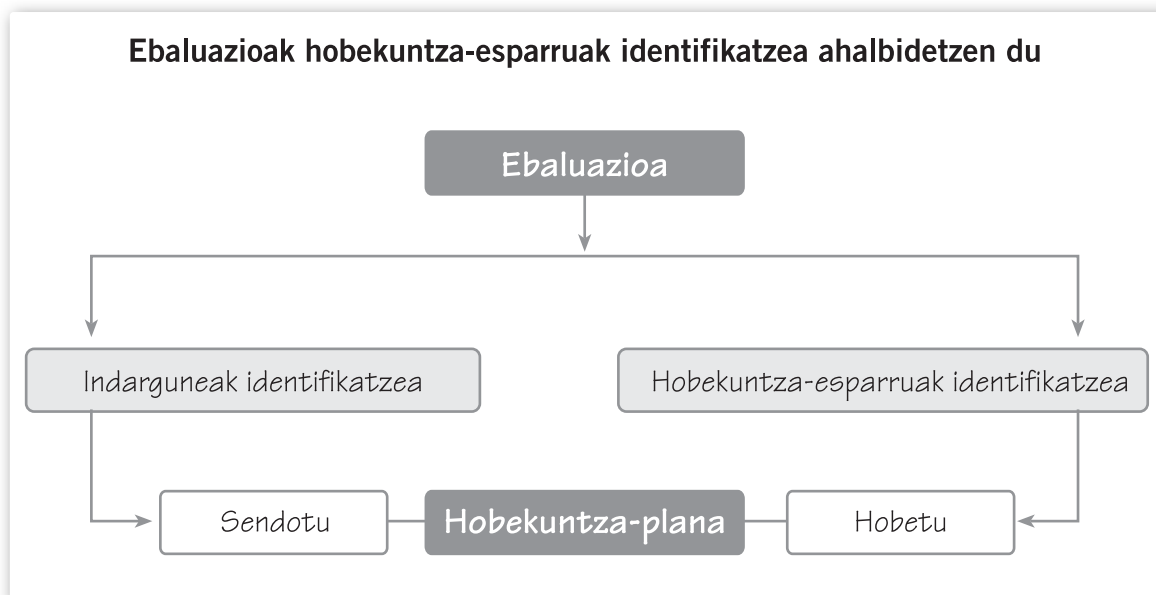 Ebaluazioak hobekuntza-esparruak identifikatzea ahalbidetzen du
Ebaluazioa
Indarguneak identifikatzea
Hobekuntza-esparruak identifikatzea
Sendotu
Hobekuntza-plana
Hobetu